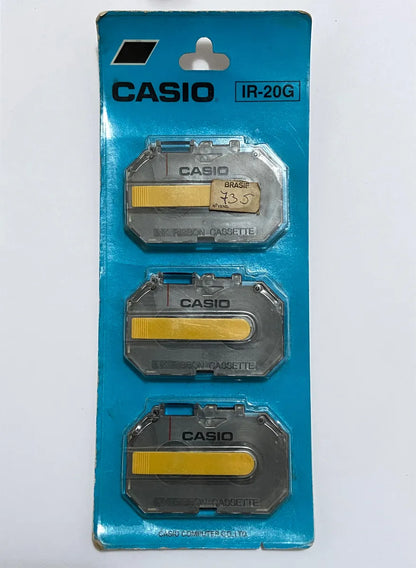 CASIO
IR-20G
CASIO
BRASIF
735
INK RIBBON CASSETTE
CASIO
INK RIBBON CASSETTE
CASIO
INK RIBBON CASSETTE
CASIO COMPUTER CO., LTD.